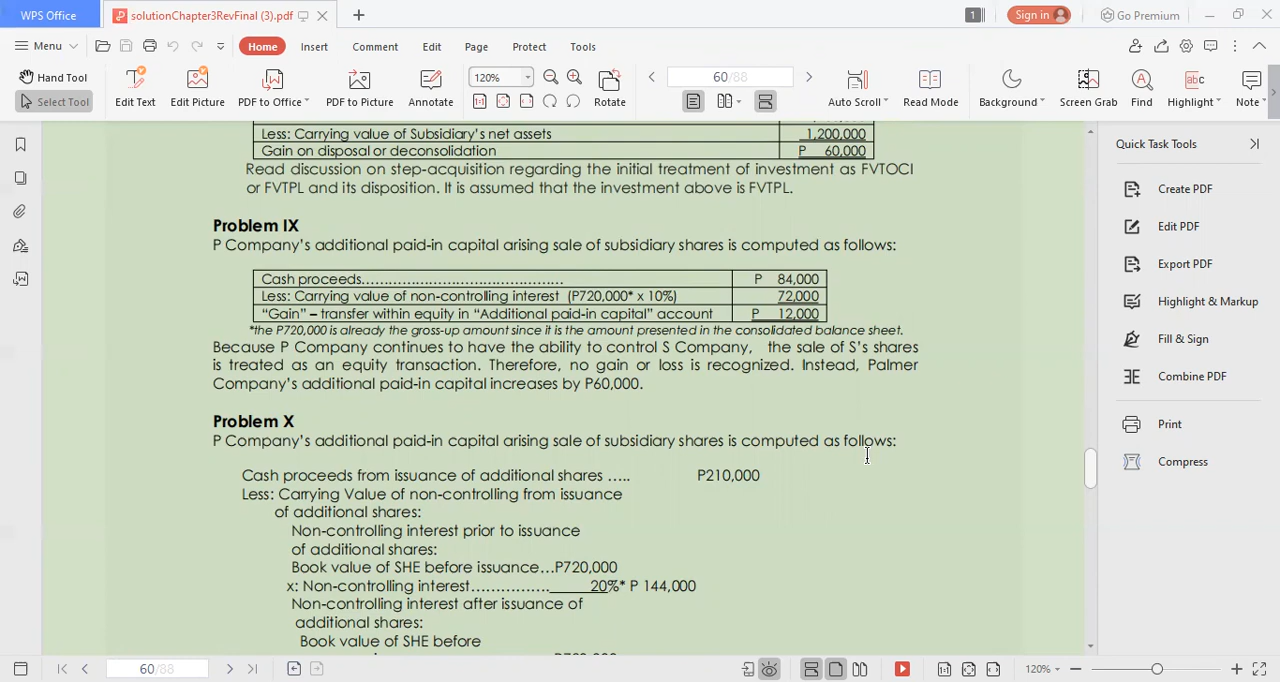 WPS Office
solutionChapter3RevFinal (3).pdf
1
Sign in
Go Premium
Menu
Home
Insert
Comment
Edit
Page
Protect
Tools
Hand Tool
Select Tool
Edit Text
Edit Picture
PDF to Office
PDF to Picture
Annotate
120%
Rotate
60/88
Auto Scroll
Read Mode
Background
Screen Grab
Find
Highlight
Note
Less: Carrying value of Subsidiary's net assets 1,200,000
Gain on disposal or deconsolidation P 60,000
Read discussion on step-acquisition regarding the initial treatment of investment as FVTOCI
or FVTPL and its disposition. It is assumed that the investment above is FVTPL.
Problem IX
P Company's additional paid-in capital arising sale of subsidiary shares is computed as follows:
Cash proceeds……………………………………………… P 84,000
Less: Carrying value of non-controlling interest (P720,000* x 10%) 72,000
"Gain" – transfer within equity in "Additional paid-in capital" account P 12,000
*the P720,000 is already the gross-up amount since it is the amount presented in the consolidated balance sheet.
Because P Company continues to have the ability to control S Company, the sale of S's shares
is treated as an equity transaction. Therefore, no gain or loss is recognized. Instead, Palmer
Company's additional paid-in capital increases by P60,000.
Problem X
P Company's additional paid-in capital arising sale of subsidiary shares is computed as follows:
Cash proceeds from issuance of additional shares ….. P210,000
Less: Carrying Value of non-controlling from issuance
of additional shares:
Non-controlling interest prior to issuance
of additional shares:
Book value of SHE before issuance…P720,000
x: Non-controlling interest……………. 20%* P 144,000
Non-controlling interest after issuance of
additional shares:
Book value of SHE before
Quick Task Tools
Create PDF
Edit PDF
Export PDF
Highlight & Markup
Fill & Sign
Combine PDF
Print
Compress
60/88
120%